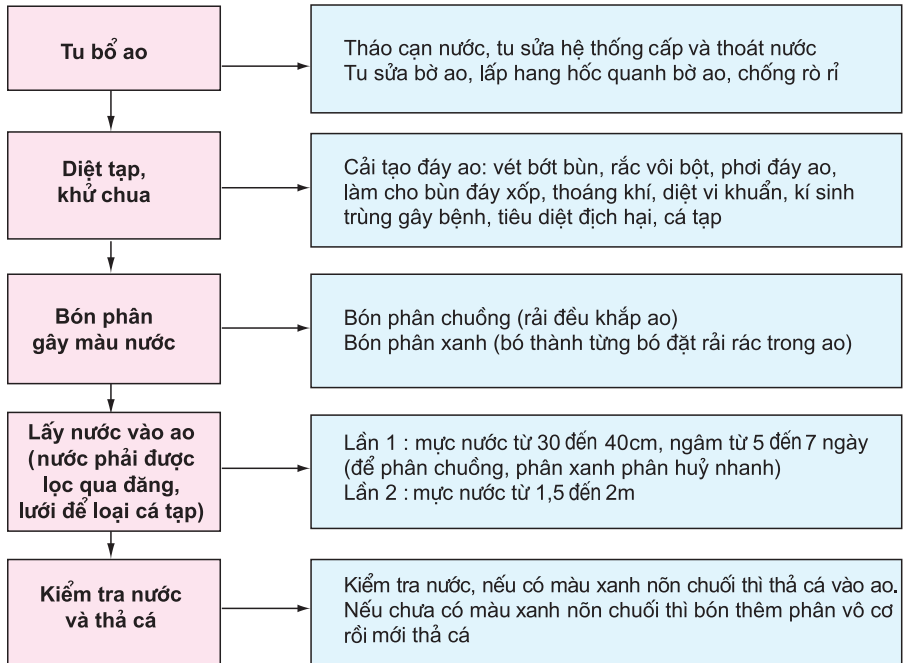 Tu bổ ao
Tháo cạn nước, tu sửa hệ thống cấp và thoát nước
Tu sửa bờ ao, lấp hang hốc quanh bờ ao, chống rò rỉ
Diệt tạp,
khử chua
Cải tạo đáy ao: vét bớt bùn, rắc vôi bột, phơi đáy ao,
làm cho bùn đáy xốp, thoáng khí, diệt vi khuẩn, kí sinh
trùng gây bệnh, tiêu diệt địch hại, cá tạp
Bón phân
gây màu nước
Bón phân chuồng (rải đều khắp ao)
Bón phân xanh (bó thành từng bó đặt rải rác trong ao)
Lấy nước vào ao
(nước phải được
lọc qua đăng,
lưới để loại cá tạp)
Lần 1 : mực nước từ 30 đến 40cm, ngâm từ 5 đến 7 ngày
(để phân chuồng, phân xanh phân huỷ nhanh)
Lần 2 : mực nước từ 1,5 đến 2m
Kiểm tra nước
và thả cá
Kiểm tra nước, nếu có màu xanh nõn chuối thì thả cá vào ao.
Nếu chưa có màu xanh nõn chuối thì bón thêm phân vô cơ
rồi mới thả cá